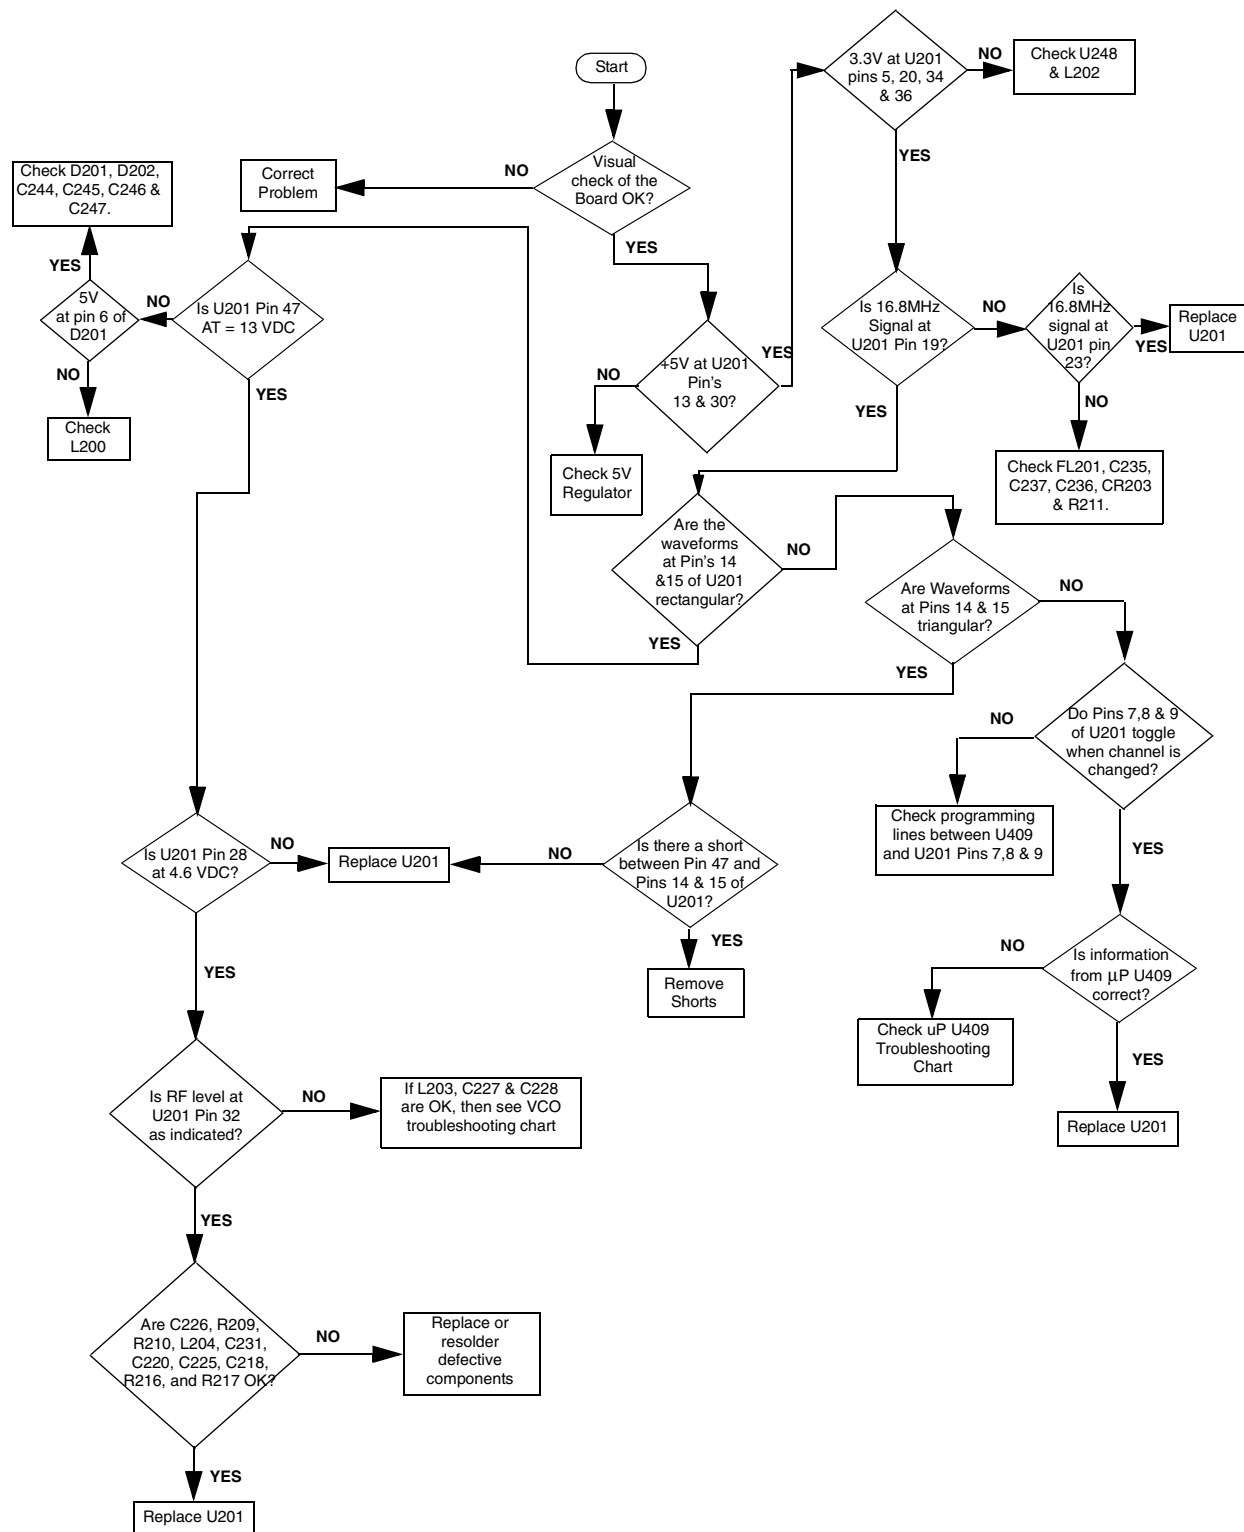 Start
Visual
check of the
Board OK?
NO
Correct
Problem
YES
+5V at U201
Pin's
13 & 30?
NO
Check 5V
Regulator
YES
3.3V at U201
pins 5, 20, 34
& 36
NO
Check U248
& L202
YES
Is 16.8MHz
Signal at
U201 Pin 19?
NO
Is
16.8MHz
signal at
U201 pin
23?
YES
Replace
U201
NO
Check FL201, C235,
C237, C236, CR203
& R211.
YES
Are the
waveforms
at Pin's 14
&15 of U201
rectangular?
NO
YES
Are Waveforms
at Pins 14 & 15
triangular?
NO
YES
Do Pins 7,8 & 9
of U201 toggle
when channel is
changed?
NO
Check programming
lines between U409
and U201 Pins 7,8 & 9
YES
Is information
from µP U409
correct?
NO
Check uP U409
Troubleshooting
Chart
YES
Replace U201
Is there a short
between Pin 47 and
Pins 14 & 15 of
U201?
NO
YES
Remove
Shorts
Is U201 Pin 47
AT = 13 VDC
NO
5V
at pin 6 of
D201
YES
Check D201, D202,
C244, C245, C246 &
C247.
NO
Check
L200
YES
Is U201 Pin 28
at 4.6 VDC?
NO
Replace U201
YES
Is RF level at
U201 Pin 32
as indicated?
NO
If L203, C227 & C228
are OK, then see VCO
troubleshooting chart
YES
Are C226, R209,
R210, L204, C231,
C220, C225, C218,
R216, and R217 OK?
NO
Replace or
resolder
defective
components
YES
Replace U201